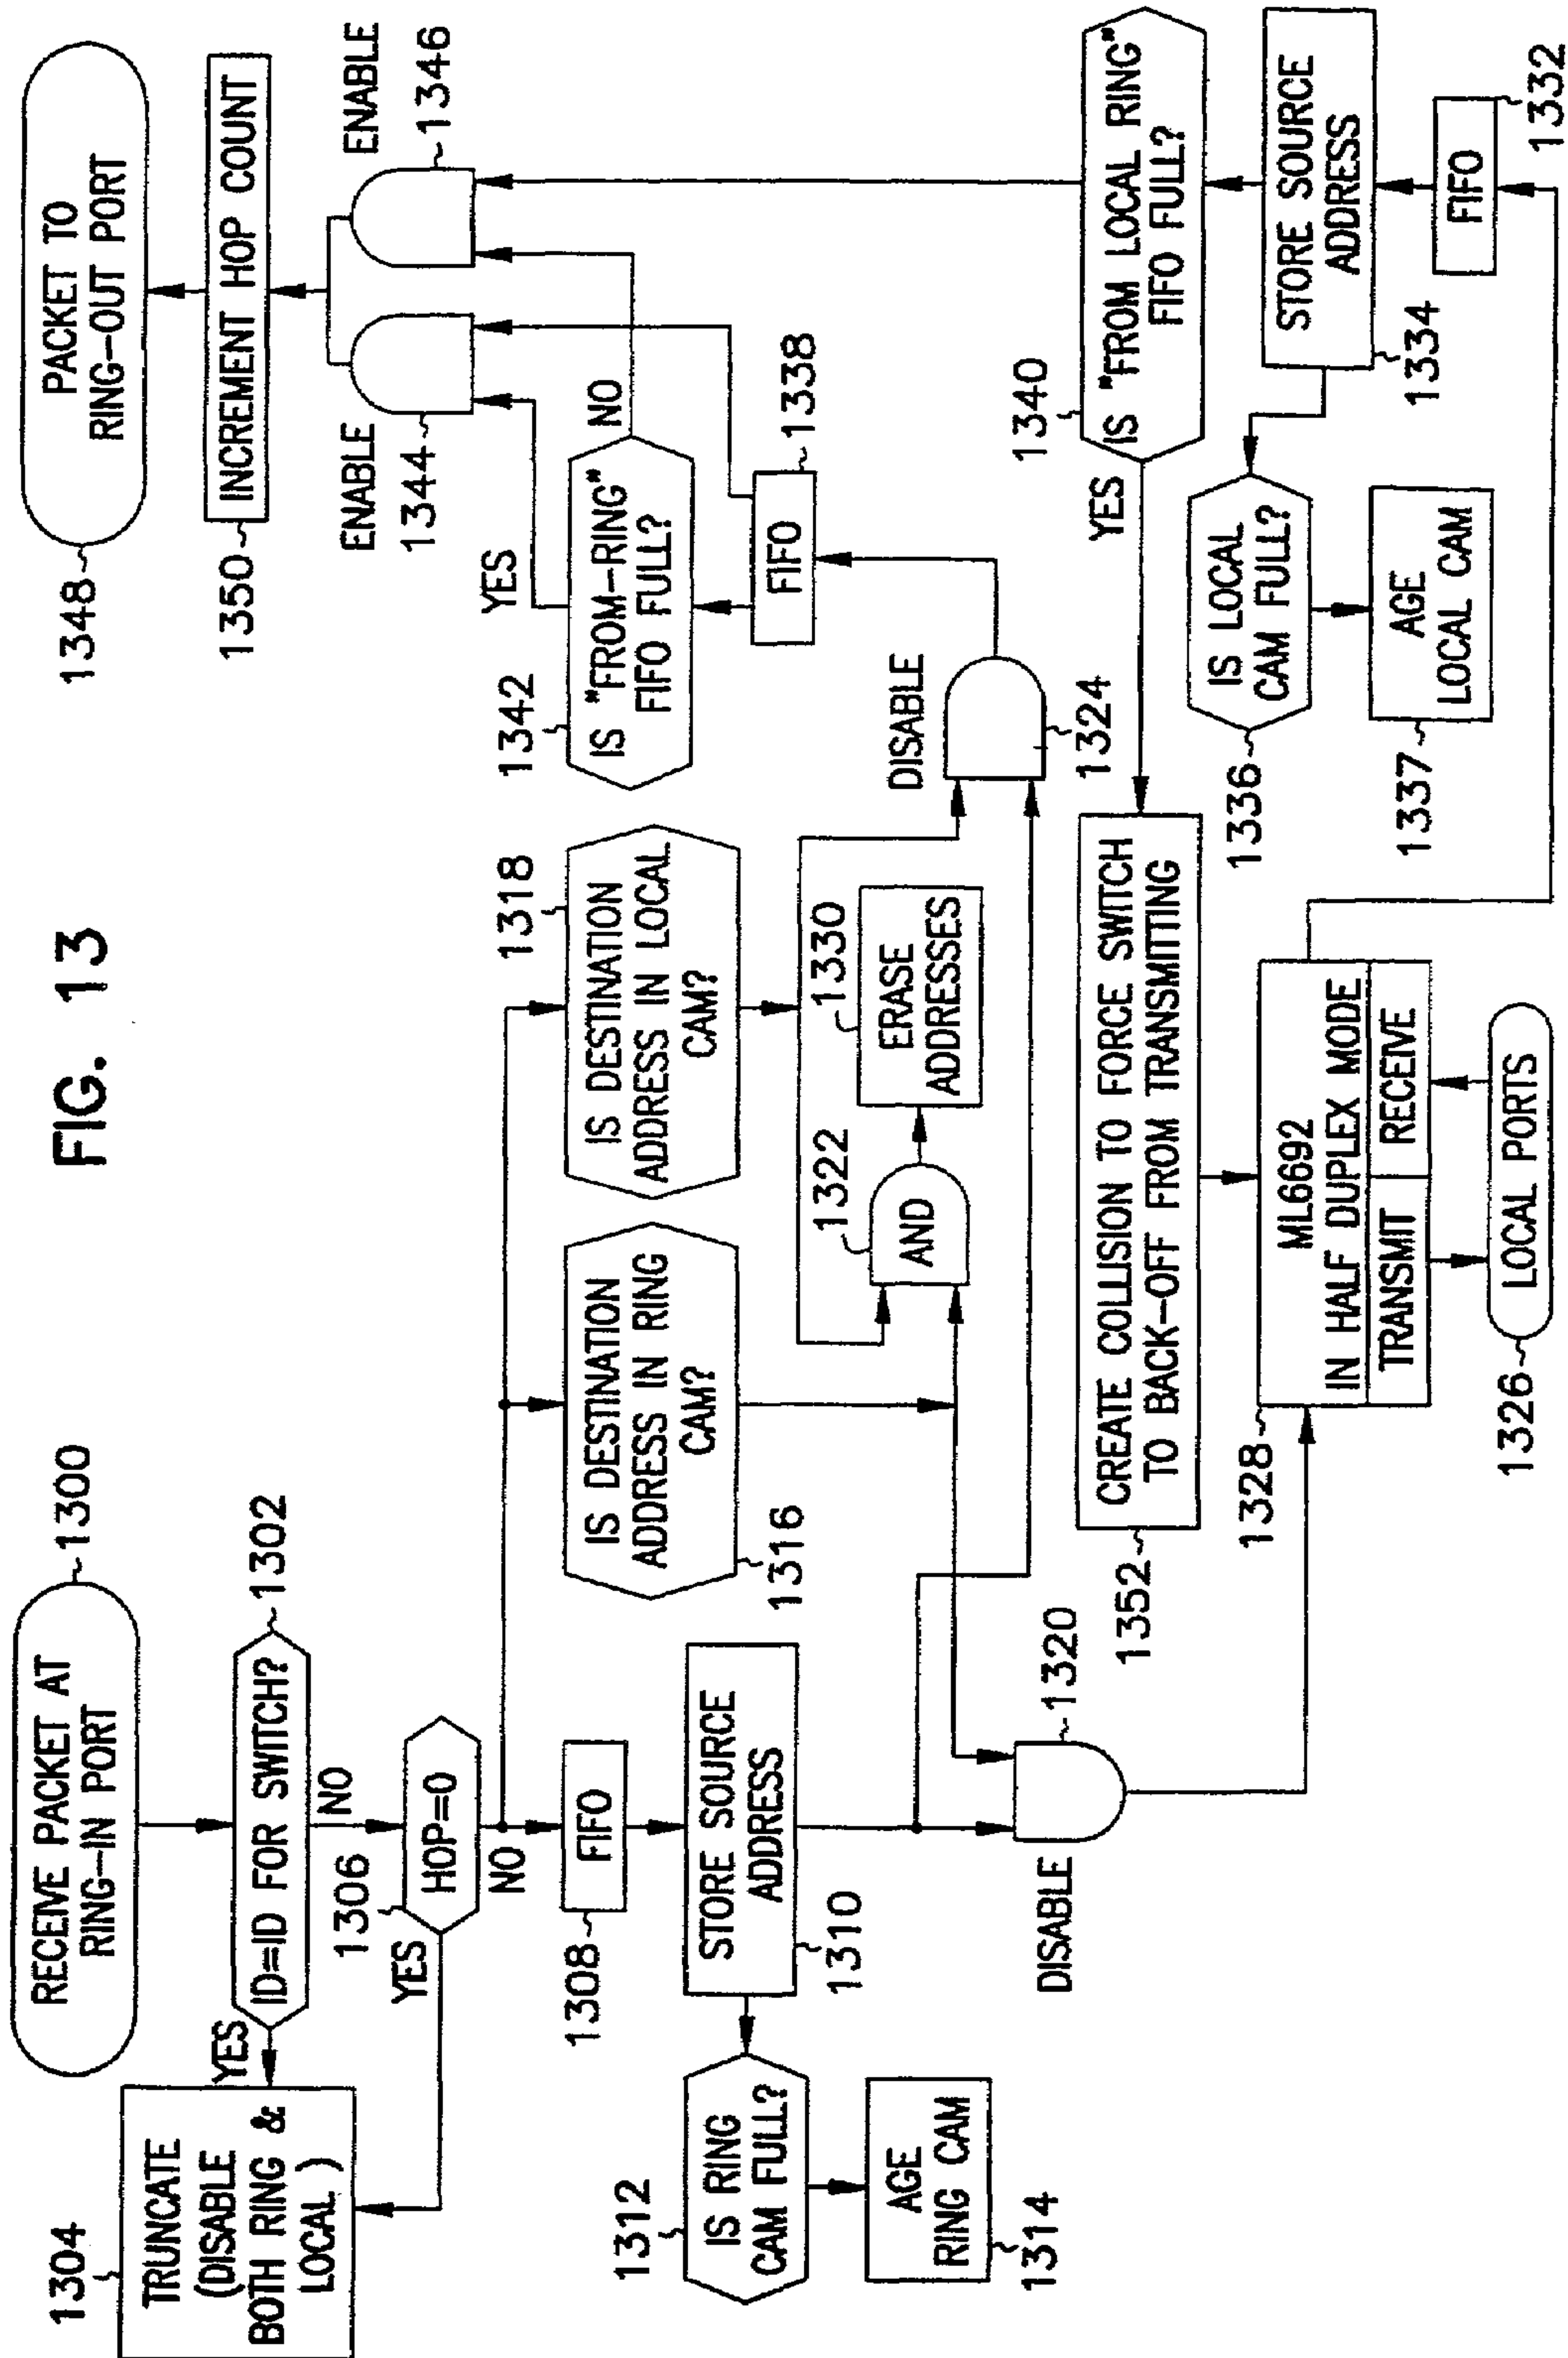 FIG. 13
RECEIVE PACKET AT
RING-IN PORT
1300
ID=ID FOR SWITCH?
1302
YES
NO
1304
TRUNCATE
(DISABLE
BOTH RING &
LOCAL )
1306
HOP=0
YES
NO
1308
FIFO
STORE SOURCE
ADDRESS
1310
1312
IS RING
CAM FULL?
AGE
RING CAM
1314
IS DESTINATION
ADDRESS IN RING
CAM?
1316
1318
IS DESTINATION
ADDRESS IN LOCAL
CAM?
1322
AND
1330
ERASE
ADDRESSES
DISABLE
1320
DISABLE
1324
1348
PACKET TO
RING-OUT PORT
1350
INCREMENT HOP COUNT
ENABLE
1344
ENABLE
1346
1342
IS "FROM-RING"
FIFO FULL?
YES
NO
FIFO
1338
1340
IS "FROM LOCAL RING"
FIFO FULL?
YES
1352
CREATE COLLISION TO FORCE SWITCH
TO BACK-OFF FROM TRANSMITTING
1328
ML6692
IN HALF DUPLEX MODE
TRANSMIT
RECEIVE
1326
LOCAL PORTS
1336
IS LOCAL
CAM FULL?
1337
AGE
LOCAL CAM
STORE SOURCE
ADDRESS
1334
FIFO
1332